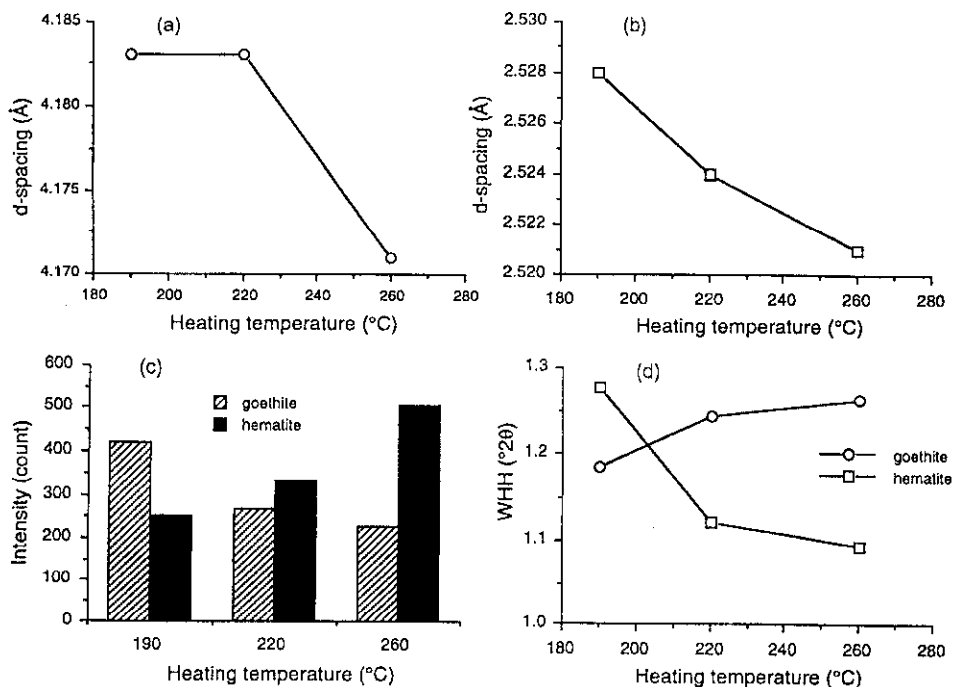 (a)
4.185
4.180
4.175
4.170
d-spacing (Å)
180 200 220 240 260 280
Heating temperature (°C)
(b)
2.530
2.528
2.526
2.524
2.521
2.520
d-spacing (Å)
180 200 220 240 260 280
Heating temperature (°C)
(c)
600
500
400
300
200
100
0
Intensity (count)
goethite
hematite
190 220 260
Heating temperature (°C)
(d)
1.3
1.2
1.1
1.0
WHH (°2θ)
goethite
hematite
180 200 220 240 260 280
Heating temperature (°C)